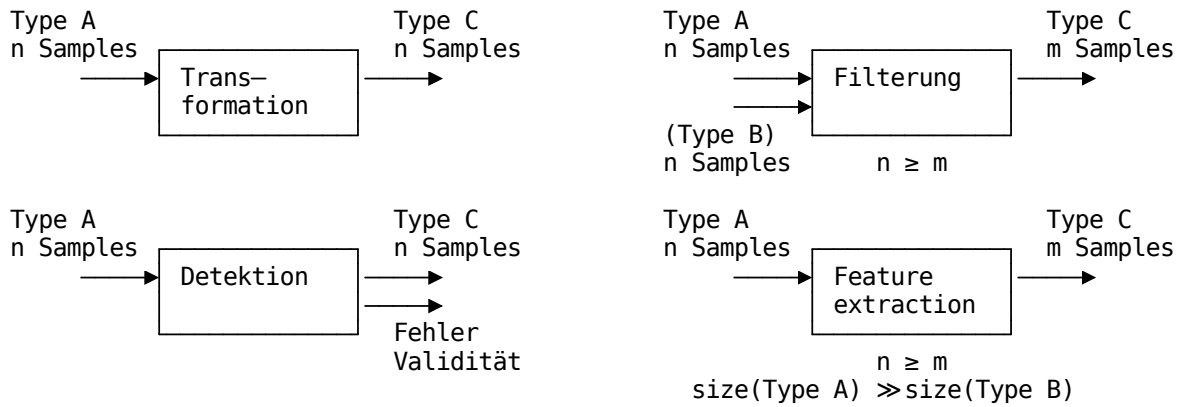 Type A
n Samples
Type C
n Samples
Trans–
formation
Type A
n Samples
Type C
m Samples
Filterung
(Type B)
n Samples
n ≥ m
Type A
n Samples
Type C
n Samples
Detektion
Fehler
Validität
Type A
n Samples
Type C
m Samples
Feature
extraction
n ≥ m
size(Type A) ≫size(Type B)